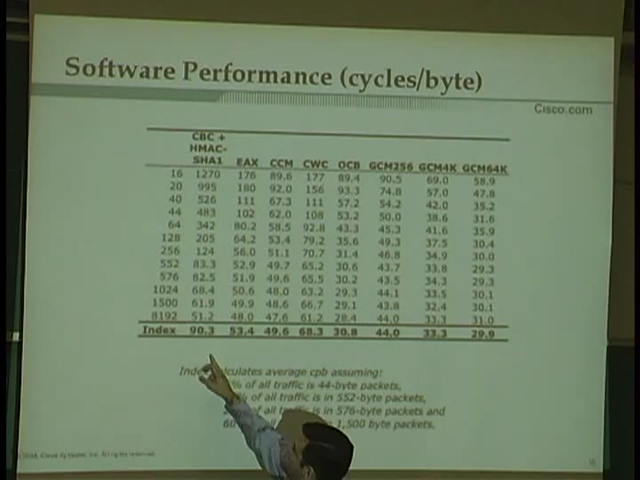 Software Performance (cycles/byte)
Cisco.com
CBC +
HMAC-
SHA1 EAX CCM CWC OCB GCM256 GCM4K GCM64K
16 1270 176 89.6 177 89.4 90.5 69.0 58.9
20 995 180 92.0 156 93.3 74.8 57.0 47.8
40 526 111 67.3 111 57.2 54.2 42.0 35.2
44 483 102 62.0 108 53.2 50.0 38.6 31.6
64 342 80.2 58.5 92.8 43.3 45.3 41.6 35.9
128 205 64.2 53.4 79.2 35.6 49.3 37.5 30.4
256 124 56.0 51.1 70.7 31.4 46.8 34.9 30.0
552 83.3 52.9 49.7 65.2 30.6 43.7 33.8 29.3
576 82.5 51.9 49.6 65.5 30.2 43.5 34.3 29.3
1024 68.4 50.6 48.0 63.2 29.3 44.1 33.5 30.1
1500 61.9 49.9 48.6 66.7 29.1 43.8 32.4 30.1
8192 51.2 48.0 47.6 61.2 28.4 44.0 33.3 31.0
Index 90.3 53.4 49.6 68.3 30.8 44.0 33.3 29.9
calculates average cpb assuming:
% of all traffic is 44-byte packets,
of all traffic is in 552-byte packets,
of all is in 576-byte packets and
1,500 byte packets.